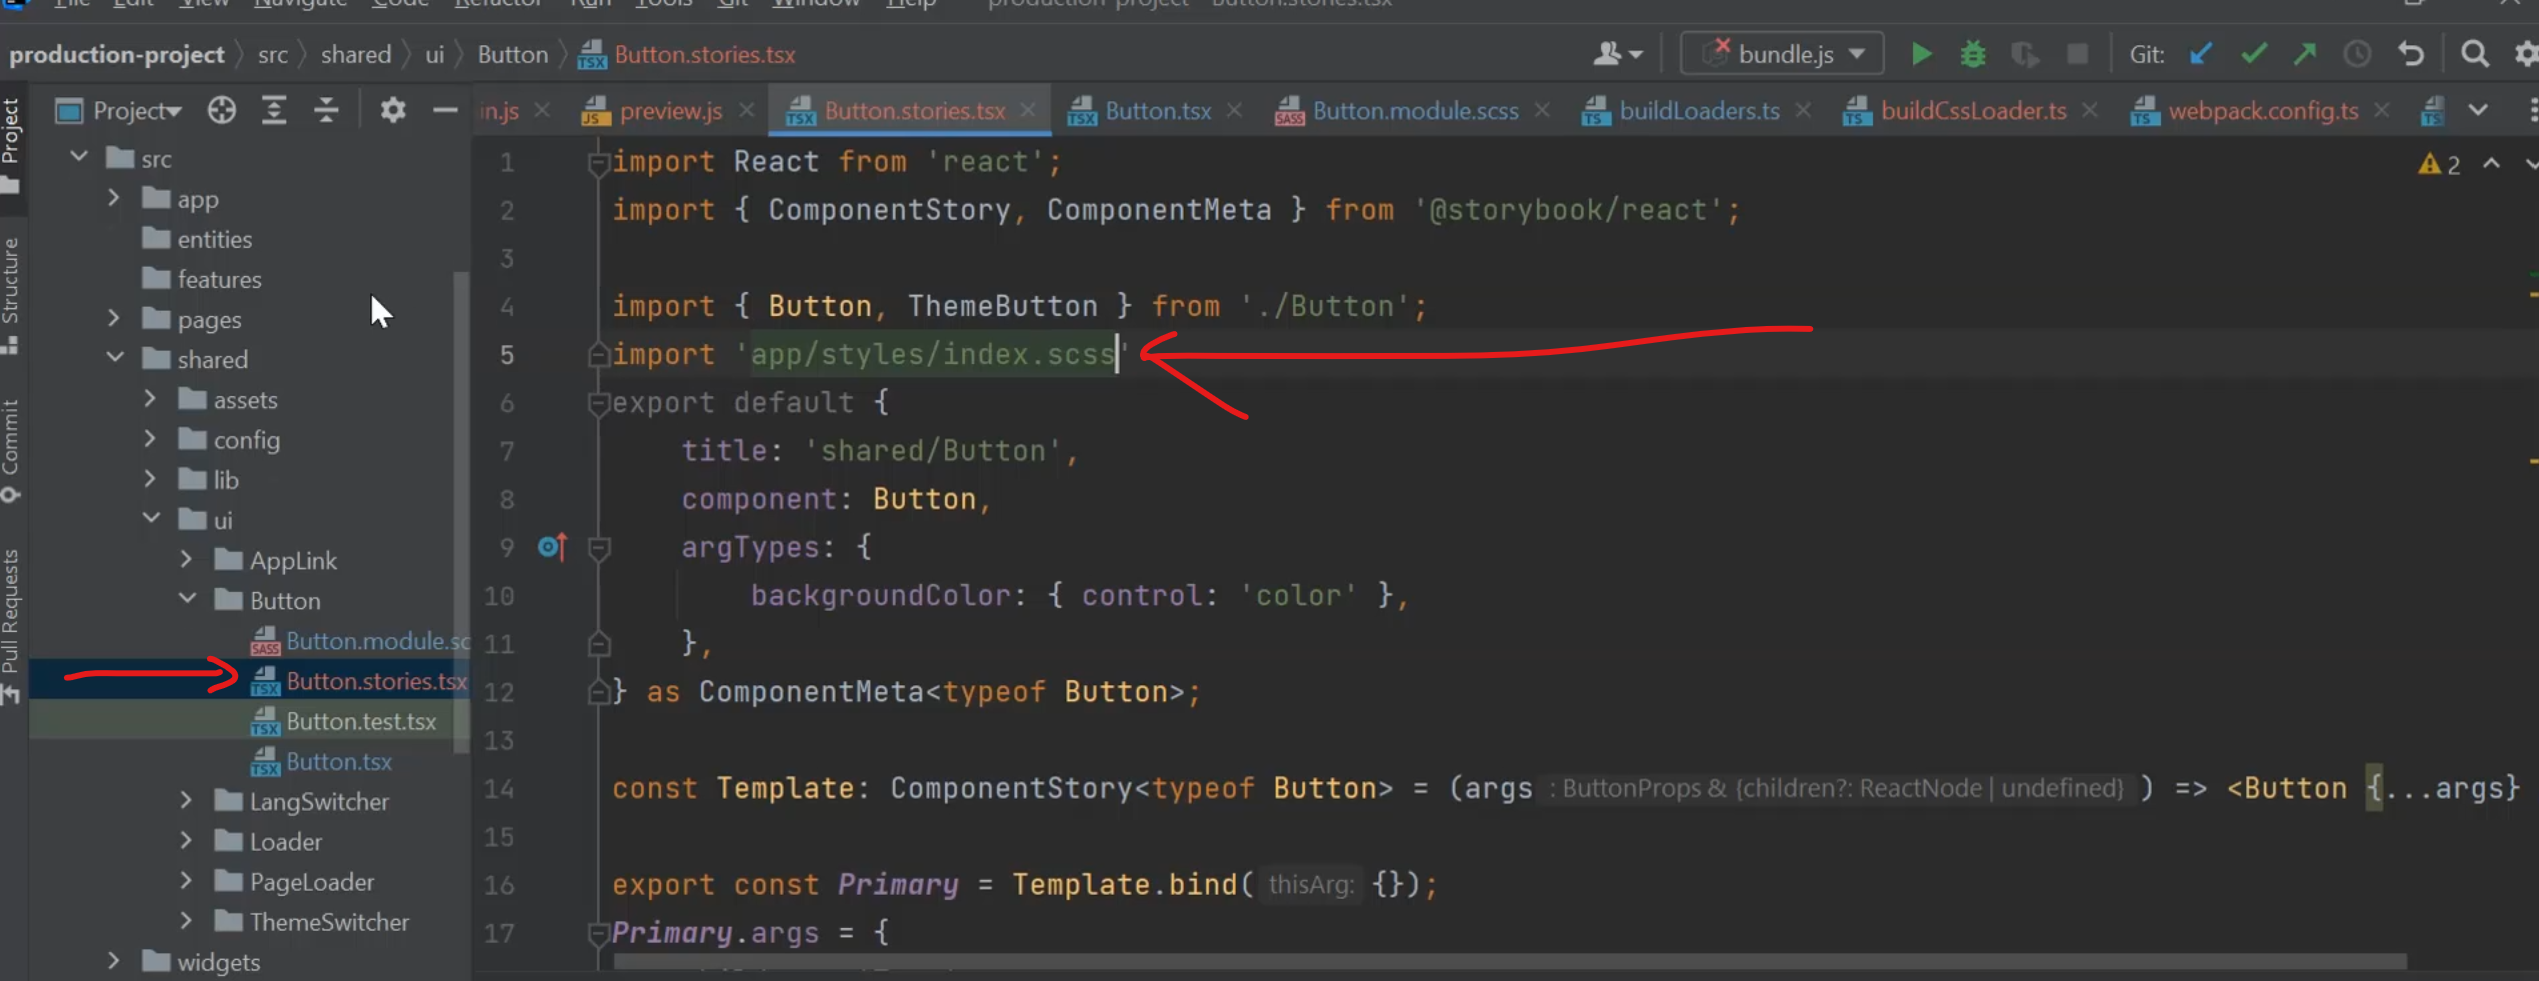 File Edit View Navigate Code Refactor Run Tools Git Window Help production-project - Button.stories.tsx
production-project src shared ui Button Button.stories.tsx
bundle.js Git:
Project
in.js preview.js Button.stories.tsx Button.tsx Button.module.scss buildLoaders.ts buildCssLoader.ts webpack.config.ts
Project
Structure
Commit
Pull Requests
src
app
entities
features
pages
shared
assets
config
lib
ui
AppLink
Button
Button.module.sc
Button.stories.tsx
Button.test.tsx
Button.tsx
LangSwitcher
Loader
PageLoader
ThemeSwitcher
widgets
2
1 import React from 'react';
2 import { ComponentStory, ComponentMeta } from '@storybook/react';
3
4 import { Button, ThemeButton } from './Button';
5 import 'app/styles/index.scss'
6 export default {
7 title: 'shared/Button',
8 component: Button,
9 argTypes: {
10 backgroundColor: { control: 'color' },
11 },
12 } as ComponentMeta<typeof Button>;
13
14 const Template: ComponentStory<typeof Button> = (args : ButtonProps & {children?: ReactNode | undefined} ) => <Button {...args}
15
16 export const Primary = Template.bind( thisArg: {});
17 Primary.args = {